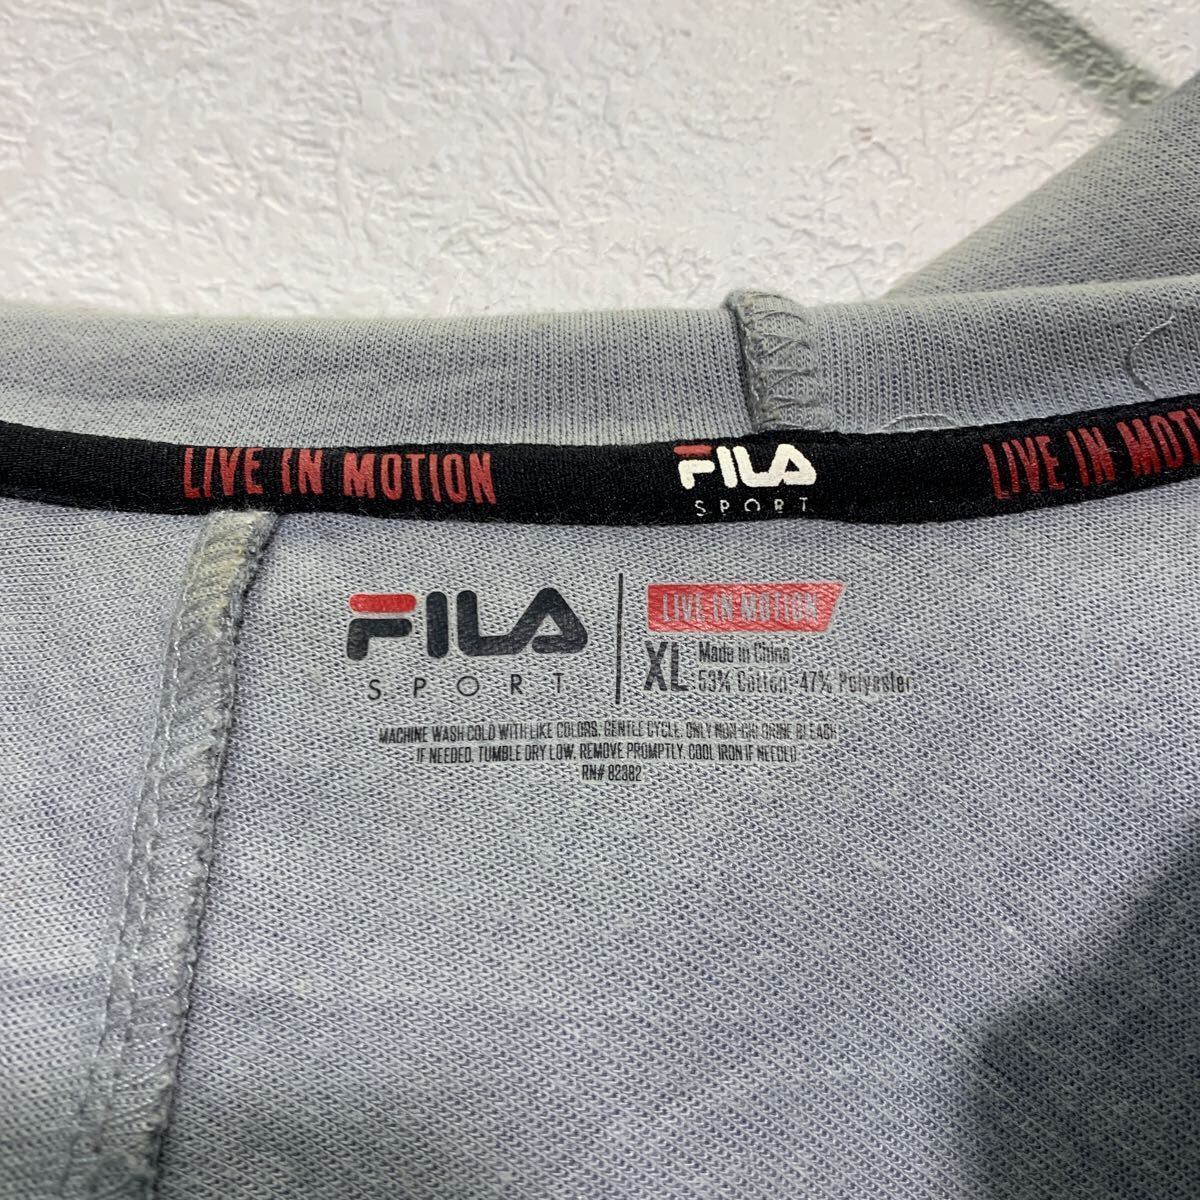 LIVE IN MOTION
FILA
SPORT
LIVE IN MOT
FILA
SPORT
LIVE IN MOTION
XL
Made in China
53% Cotton; 47% Polyester
MACHINE WASH COLD WITH LIKE COLORS. GENTLE CYCLE. ONLY NON-CHLORINE BLEACH
IF NEEDED. TUMBLE DRY LOW. REMOVE PROMPTLY. COOL IRON IF NEEDED
RN# 82382